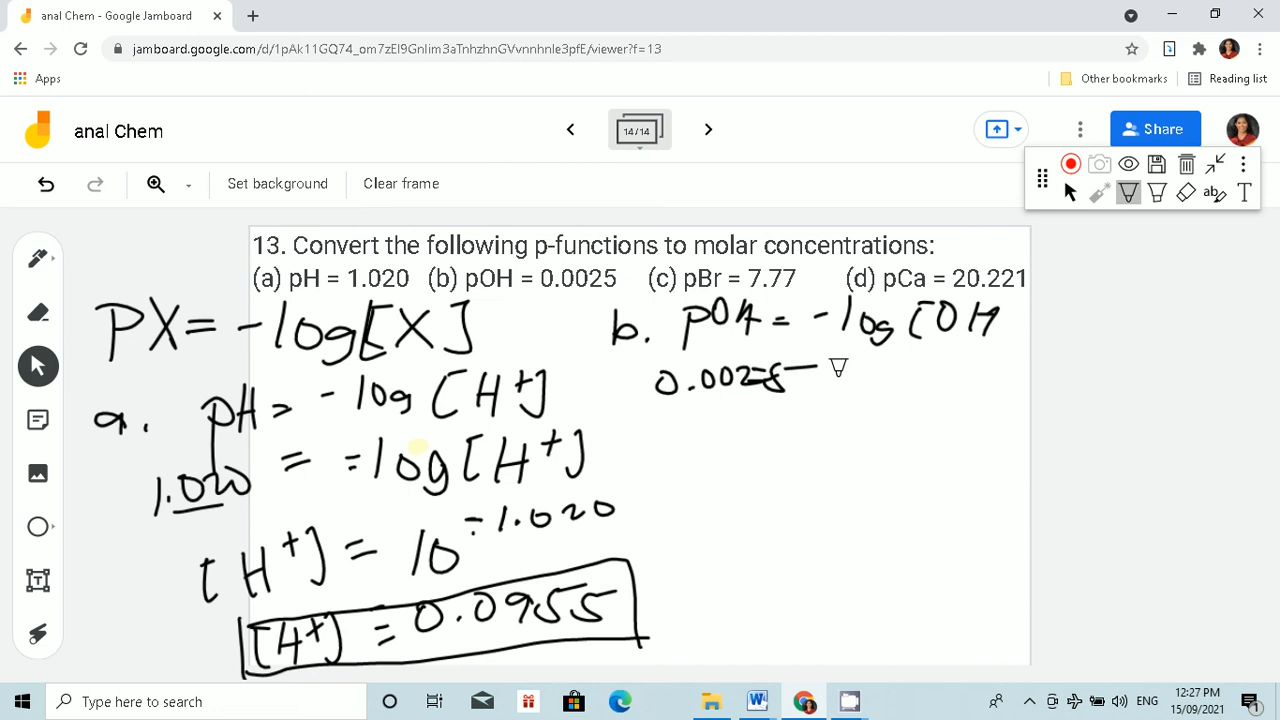 anal Chem - Google Jamboard
jamboard.google.com/d/1pAk11GQ74_om7zEI9Gnlim3aTnhzhnGVvrnhnle3pfE/viewer?f=13
Apps
Other bookmarks
Reading list
anal Chem
14/14
Share
Set background
Clear frame
13. Convert the following p-functions to molar concentrations:
(a) pH = 1.020 (b) pOH = 0.0025 (c) pBr = 7.77 (d) pCa = 20.221
PX = -log[X]
a. pH = -log [H+]
1.020 = -log [H+]
[H+] = 10^-1.020
[H+] = 0.0955
b. pOH = -log [OH
0.0025 -
Type here to search
ENG
12:27 PM
15/09/2021